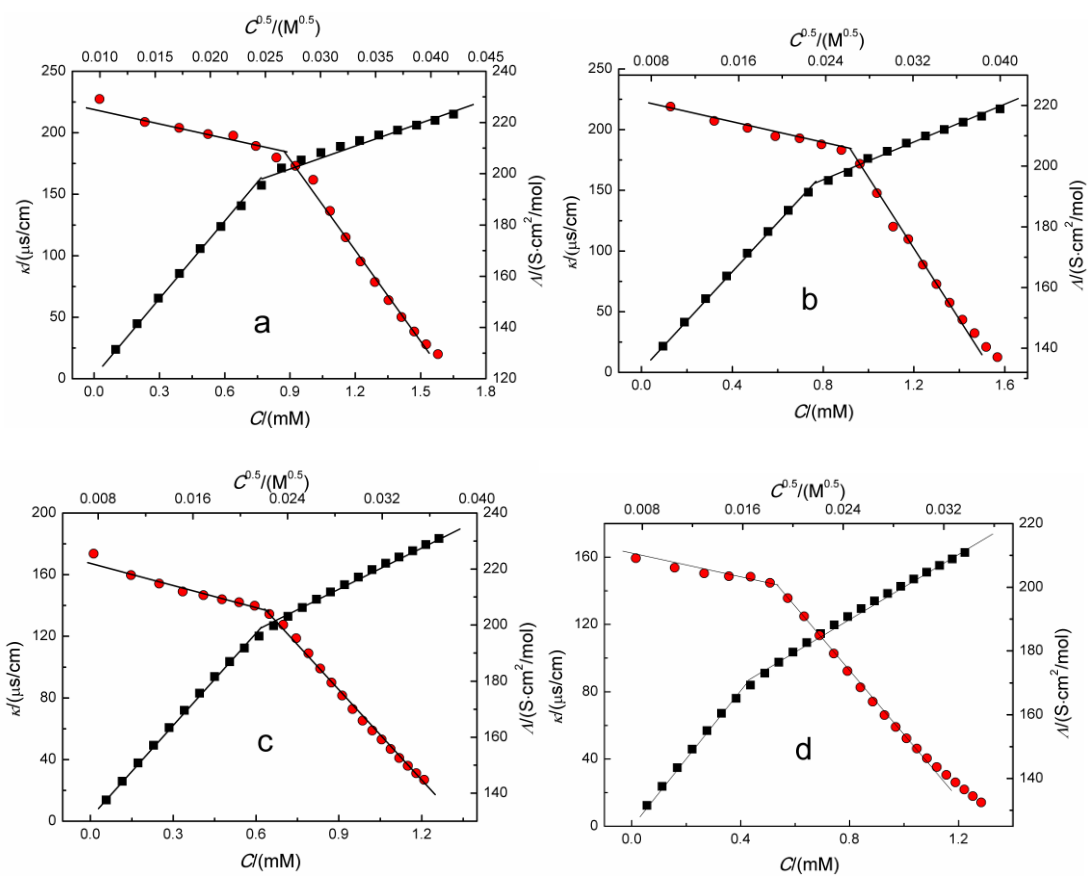 C^0.5/(M^0.5)
0.010 0.015 0.020 0.025 0.030 0.035 0.040 0.045
250 200 150 100 50 0
κ/(μs/cm)
240 220 200 180 160 140 120
Λ/(S·cm²/mol)
a
0.0 0.3 0.6 0.9 1.2 1.5 1.8
C/(mM)
C^0.5/(M^0.5)
0.008 0.016 0.024 0.032 0.040
250 200 150 100 50 0
κ/(μs/cm)
220 200 180 160 140
Λ/(S·cm²/mol)
b
0.0 0.4 0.8 1.2 1.6
C/(mM)
C^0.5/(M^0.5)
0.008 0.016 0.024 0.032 0.040
200 160 120 80 40 0
κ/(μs/cm)
240 220 200 180 160 140
Λ/(S·cm²/mol)
c
0.0 0.3 0.6 0.9 1.2
C/(mM)
C^0.5/(M^0.5)
0.008 0.016 0.024 0.032
160 120 80 40 0
κ/(μs/cm)
220 200 180 160 140
Λ/(S·cm²/mol)
d
0.0 0.4 0.8 1.2
C/(mM)